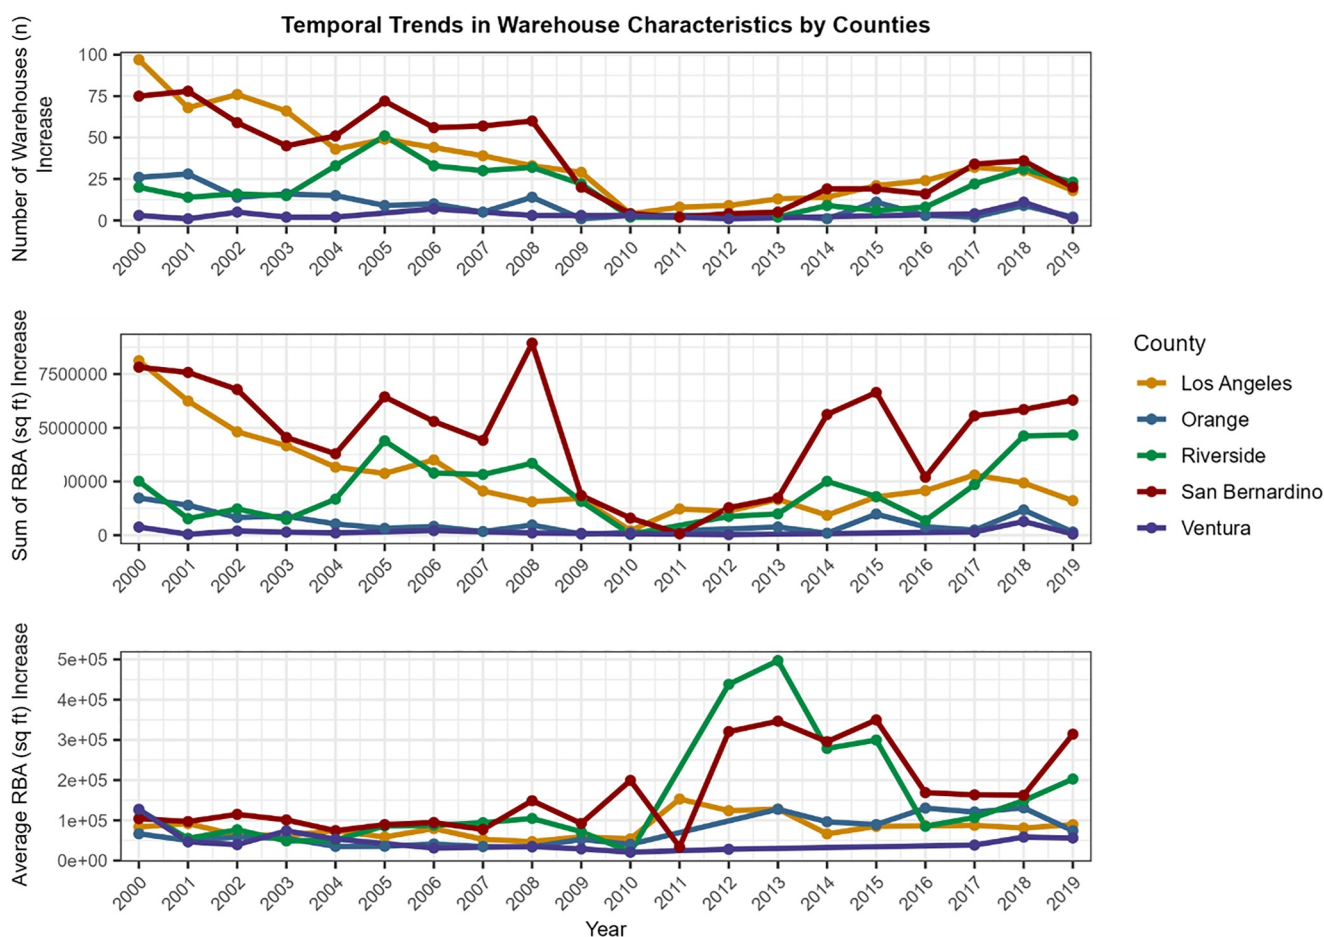 Temporal Trends in Warehouse Characteristics by Counties
Number of Warehouses (n)
Increase
100
75
50
25
0
2000 2001 2002 2003 2004 2005 2006 2007 2008 2009 2010 2011 2012 2013 2014 2015 2016 2017 2018 2019
Sum of RBA (sq ft) Increase
7500000
5000000
)0000
0
2000 2001 2002 2003 2004 2005 2006 2007 2008 2009 2010 2011 2012 2013 2014 2015 2016 2017 2018 2019
County
Los Angeles
Orange
Riverside
San Bernardino
Ventura
Average RBA (sq ft) Increase
5e+05
4e+05
3e+05
2e+05
1e+05
0e+00
2000 2001 2002 2003 2004 2005 2006 2007 2008 2009 2010 2011 2012 2013 2014 2015 2016 2017 2018 2019
Year